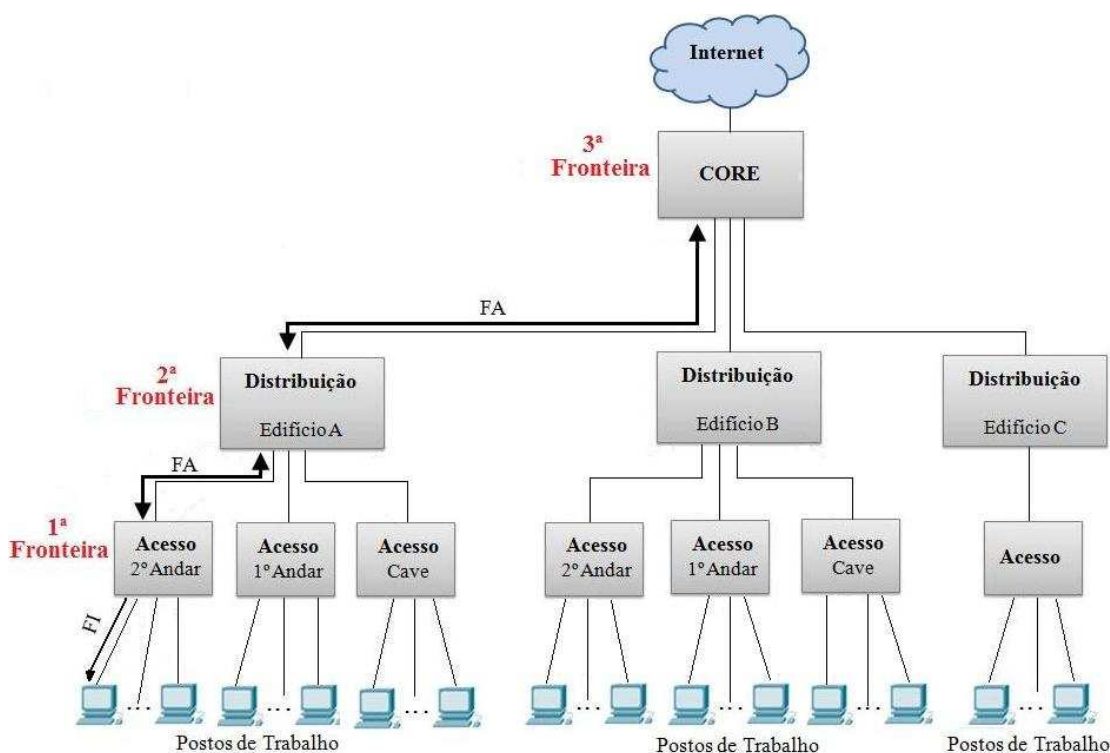 Internet
3ª
Fronteira
CORE
FA
2ª
Fronteira
Distribuição
Edifício A
Distribuição
Edifício B
Distribuição
Edifício C
FA
1ª
Fronteira
Acesso
2º Andar
Acesso
1º Andar
Acesso
Cave
Acesso
2º Andar
Acesso
1º Andar
Acesso
Cave
Acesso
FI
...
...
...
...
...
...
...
Postos de Trabalho
Postos de Trabalho
Postos de Trabalho